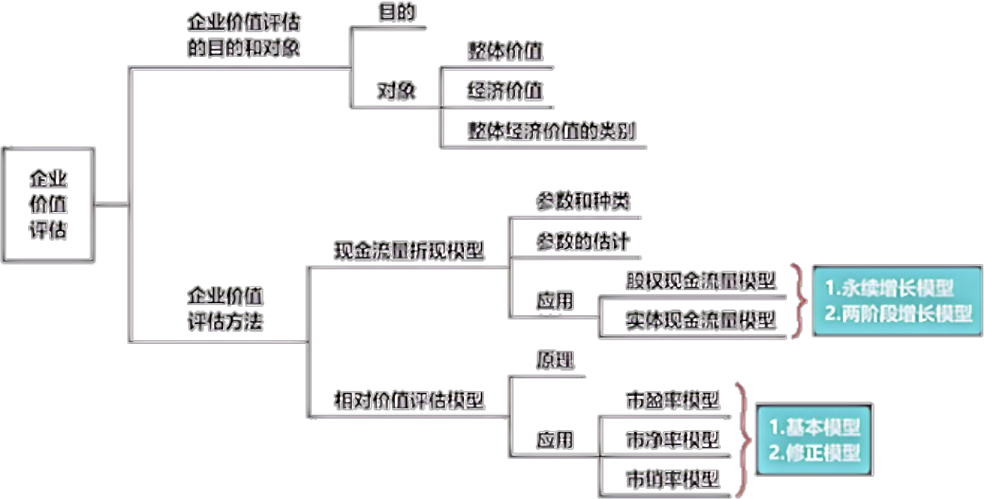 企业
价值
评估
企业价值评估
的目的和对象
目的
对象
整体价值
经济价值
整体经济价值的类别
企业价值
评估方法
现金流量折现模型
参数和种类
参数的估计
应用
股权现金流量模型
实体现金流量模型
1.永续增长模型
2.两阶段增长模型
相对价值评估模型
原理
应用
市盈率模型
市净率模型
市销率模型
1.基本模型
2.修正模型